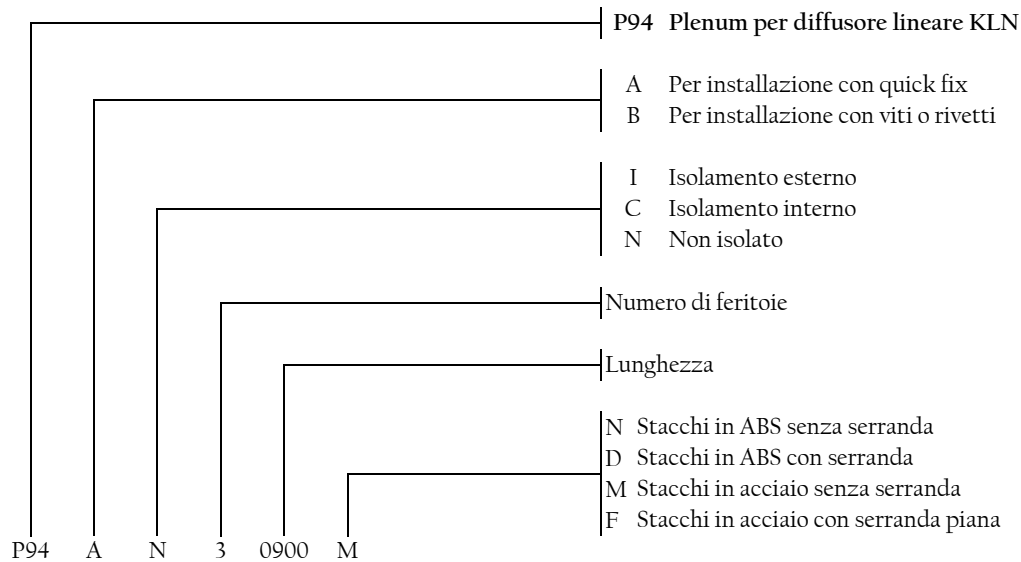 P94 Plenum per diffusore lineare KLN
A Per installazione con quick fix
B Per installazione con viti o rivetti
I Isolamento esterno
C Isolamento interno
N Non isolato
Numero di feritoie
Lunghezza
N Stacchi in ABS senza serranda
D Stacchi in ABS con serranda
M Stacchi in acciaio senza serranda
F Stacchi in acciaio con serranda piana
P94 A N 3 0900 M